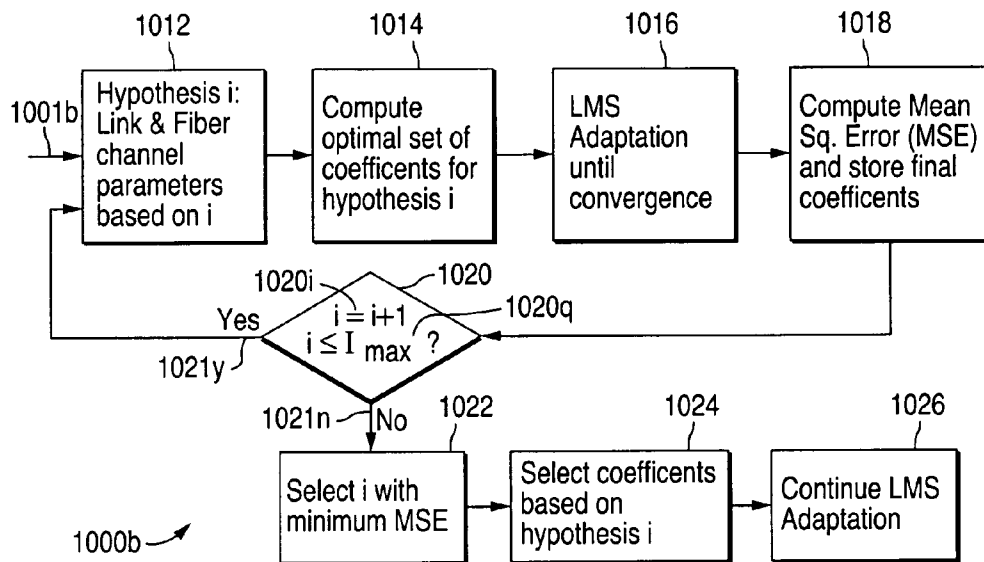 1012
1014
1016
1018
1001b
Hypothesis i:
Link & Fiber
channel
parameters
based on i
Compute
optimal set of
coefficents for
hypothesis i
LMS
Adaptation
until
convergence
Compute Mean
Sq. Error (MSE)
and store final
coefficents
1020i
1020
1020q
i = i+1
i ≤ I max ?
Yes
1021y
1021n
No
1022
1024
1026
Select i with
minimum MSE
Select coefficents
based on
hypothesis i
Continue LMS
Adaptation
1000b